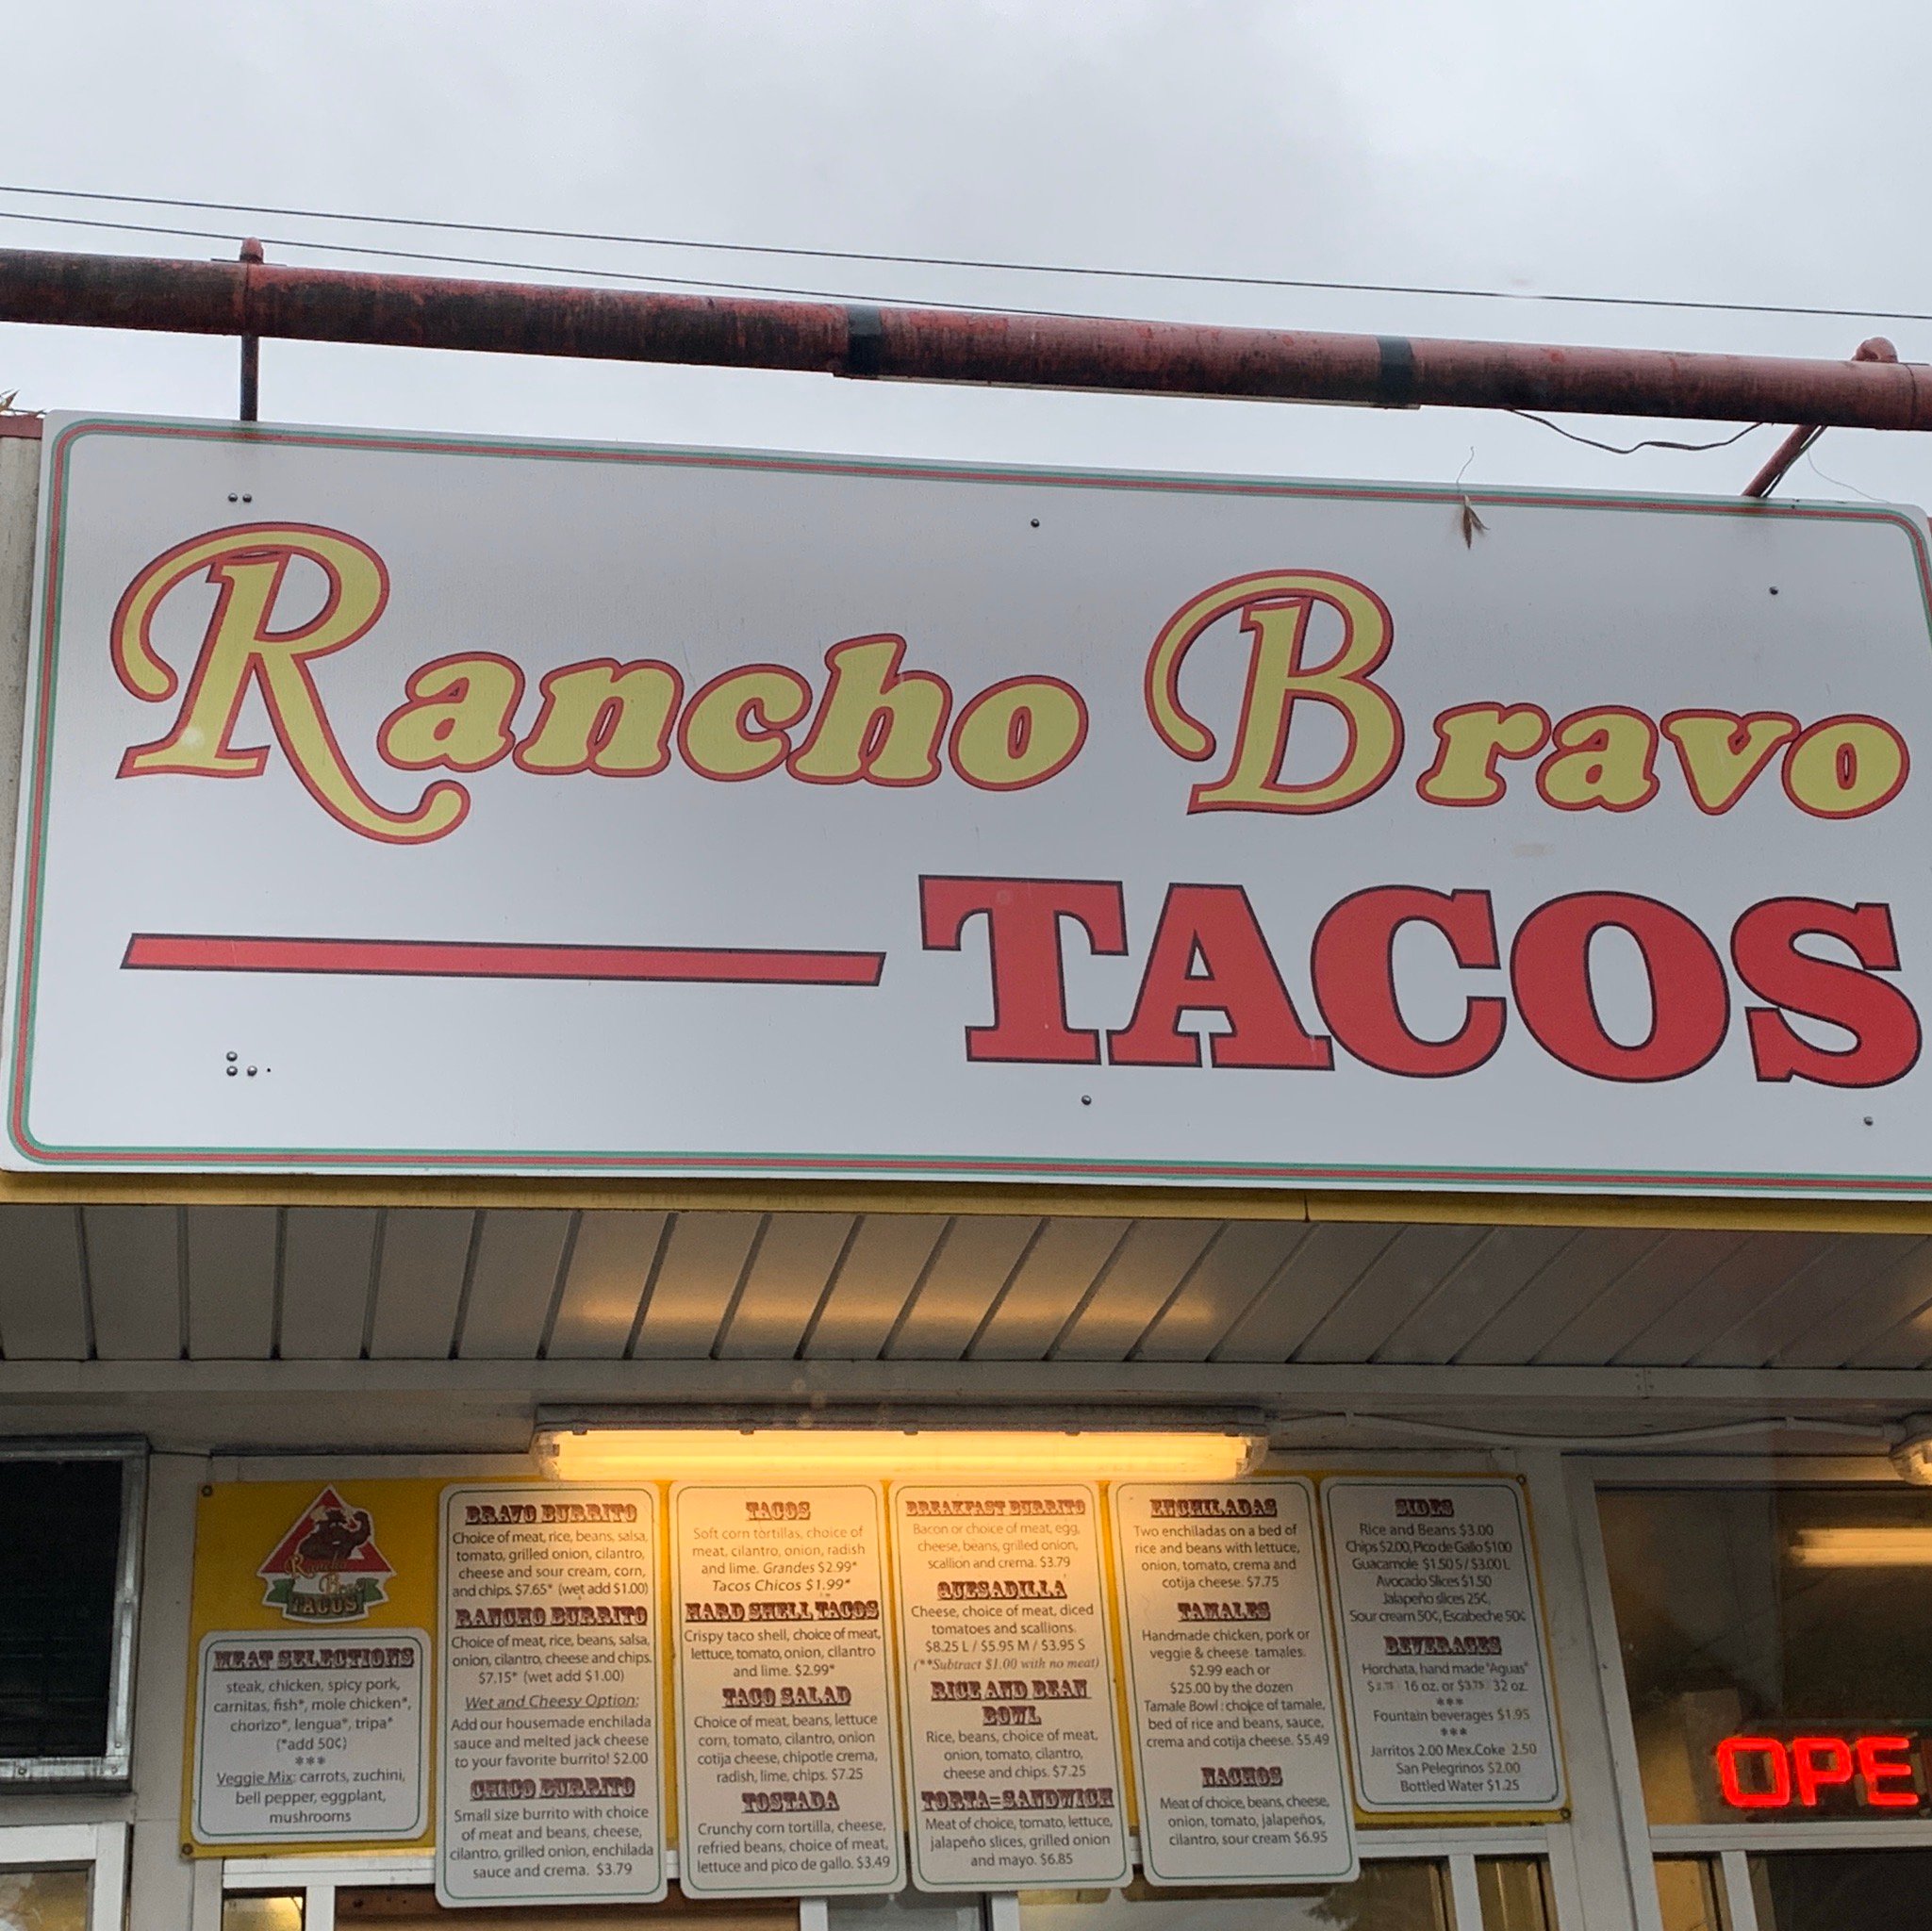 Rancho Bravo
TACOS
Rancho
Bravo
TACOS
MEAT SELECTIONS
steak, chicken, spicy pork,
carnitas, fish*, mole chicken*,
chorizo*, lengua*, tripa*
(*add 50¢)
***
Veggie Mix: carrots, zuchini,
bell pepper, eggplant,
mushrooms
BRAVO BURRITO
Choice of meat, rice, beans, salsa,
tomato, grilled onion, cilantro,
cheese and sour cream, corn,
and chips. $7.65* (wet add $1.00)
RANCHO BURRITO
Choice of meat, rice, beans, salsa,
onion, cilantro, cheese and chips.
$7.15* (wet add $1.00)
Wet and Cheesy Option:
Add our housemade enchilada
sauce and melted jack cheese
to your favorite burrito! $2.00
CHICO BURRITO
Small size burrito with choice
of meat and beans, cheese,
cilantro, grilled onion, enchilada
sauce and crema. $3.79
TACOS
Soft corn tortillas, choice of
meat, cilantro, onion, radish
and lime. Grandes $2.99*
Tacos Chicos $1.99*
HARD SHELL TACOS
Crispy taco shell, choice of meat,
lettuce, tomato, onion, cilantro
and lime. $2.99*
TACO SALAD
Choice of meat, beans, lettuce
corn, tomato, cilantro, onion
cotija cheese, chipotle crema,
radish, lime, chips. $7.25
TOSTADA
Crunchy corn tortilla, cheese,
refried beans, choice of meat,
lettuce and pico de gallo. $3.49
BREAKFAST BURRITO
Bacon or choice of meat, egg,
cheese, beans, grilled onion,
scallion and crema. $3.79
QUESADILLA
Cheese, choice of meat, diced
tomatoes and scallions.
$8.25 L / $5.95 M / $3.95 S
(**Subtract $1.00 with no meat)
RICE AND BEAN
BOWL
Rice, beans, choice of meat,
onion, tomato, cilantro,
cheese and chips. $7.25
TORTA=SANDWICH
Meat of choice, tomato, lettuce,
jalapeño slices, grilled onion
and mayo. $6.85
ENCHILADAS
Two enchiladas on a bed of
rice and beans with lettuce,
onion, tomato, crema and
cotija cheese. $7.75
TAMALES
Handmade chicken, pork or
veggie & cheese tamales.
$2.99 each or
$25.00 by the dozen
Tamale Bowl : choice of tamale,
bed of rice and beans, sauce,
crema and cotija cheese. $5.49
NACHOS
Meat of choice, beans, cheese,
onion, tomato, jalapeños,
cilantro, sour cream $6.95
SIDES
Rice and Beans $3.00
Chips $2.00, Pico de Gallo $1.00
Guacamole $1.50 S / $3.00 L
Avocado Slices $1.50
Jalapeño slices 25¢,
Sour cream 50¢, Escabeche 50¢
BEVERAGES
Horchata, hand made "Aguas"
16 oz. or $3.75 32 oz.
***
Fountain beverages $1.95
***
Jarritos 2.00 Mex.Coke 2.50
San Pelegrinos $2.00
Bottled Water $1.25
OPE